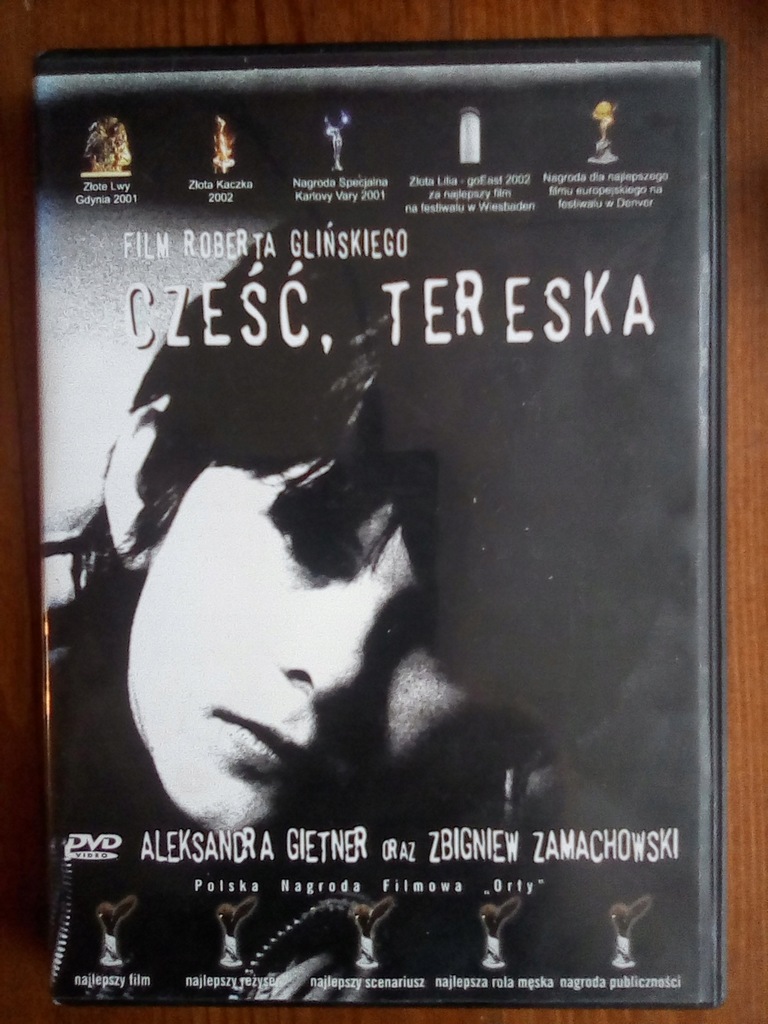 Złote Lwy
Gdynia 2001
Złota Kaczka
2002
Nagroda Specjalna
Karlovy Vary 2001
Złota Lilia - goEast 2002
za najlepszy film
na festiwalu w Wiesbaden
Nagroda dla najlepszego
filmu europejskiego na
festiwalu w Denver
FILM ROBERTA GLIŃSKIEGO
CZEŚĆ, TERESKA
DVD
VIDEO
ALEKSANDRA GIETNER ORAZ ZBIGNIEW ZAMACHOWSKI
Polska Nagroda Filmowa „Orły"
najlepszy film
najlepszy reżyser
najlepszy scenariusz
najlepsza rola męska
nagroda publiczności